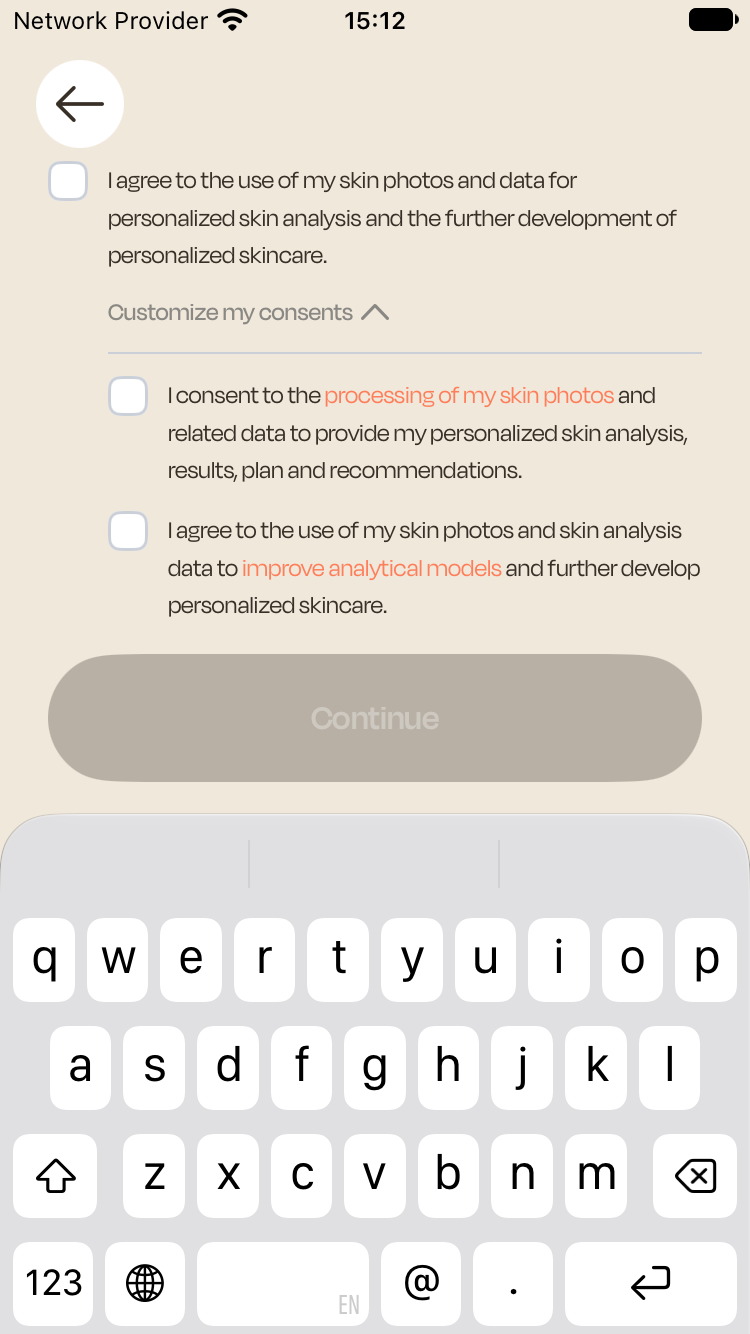 Network Provider 15:12
I agree to the use of my skin photos and data for
personalized skin analysis and the further development of
personalized skincare.
Customize my consents
I consent to the processing of my skin photos and
related data to provide my personalized skin analysis,
results, plan and recommendations.
I agree to the use of my skin photos and skin analysis
data to improve analytical models and further develop
personalized skincare.
Continue
q w e r t y u i o p
a s d f g h j k l
z x c v b n m
123 EN @ .